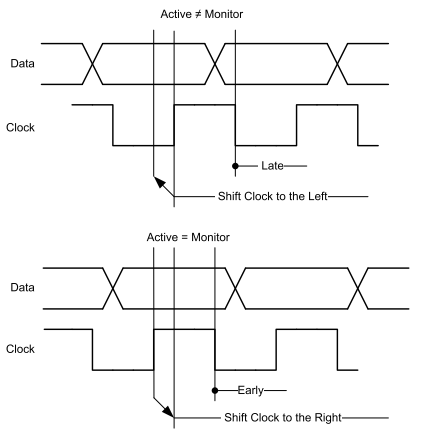 Active ≠ Monitor
Data
Clock
Late
Shift Clock to the Left
Active = Monitor
Data
Clock
Early
Shift Clock to the Right